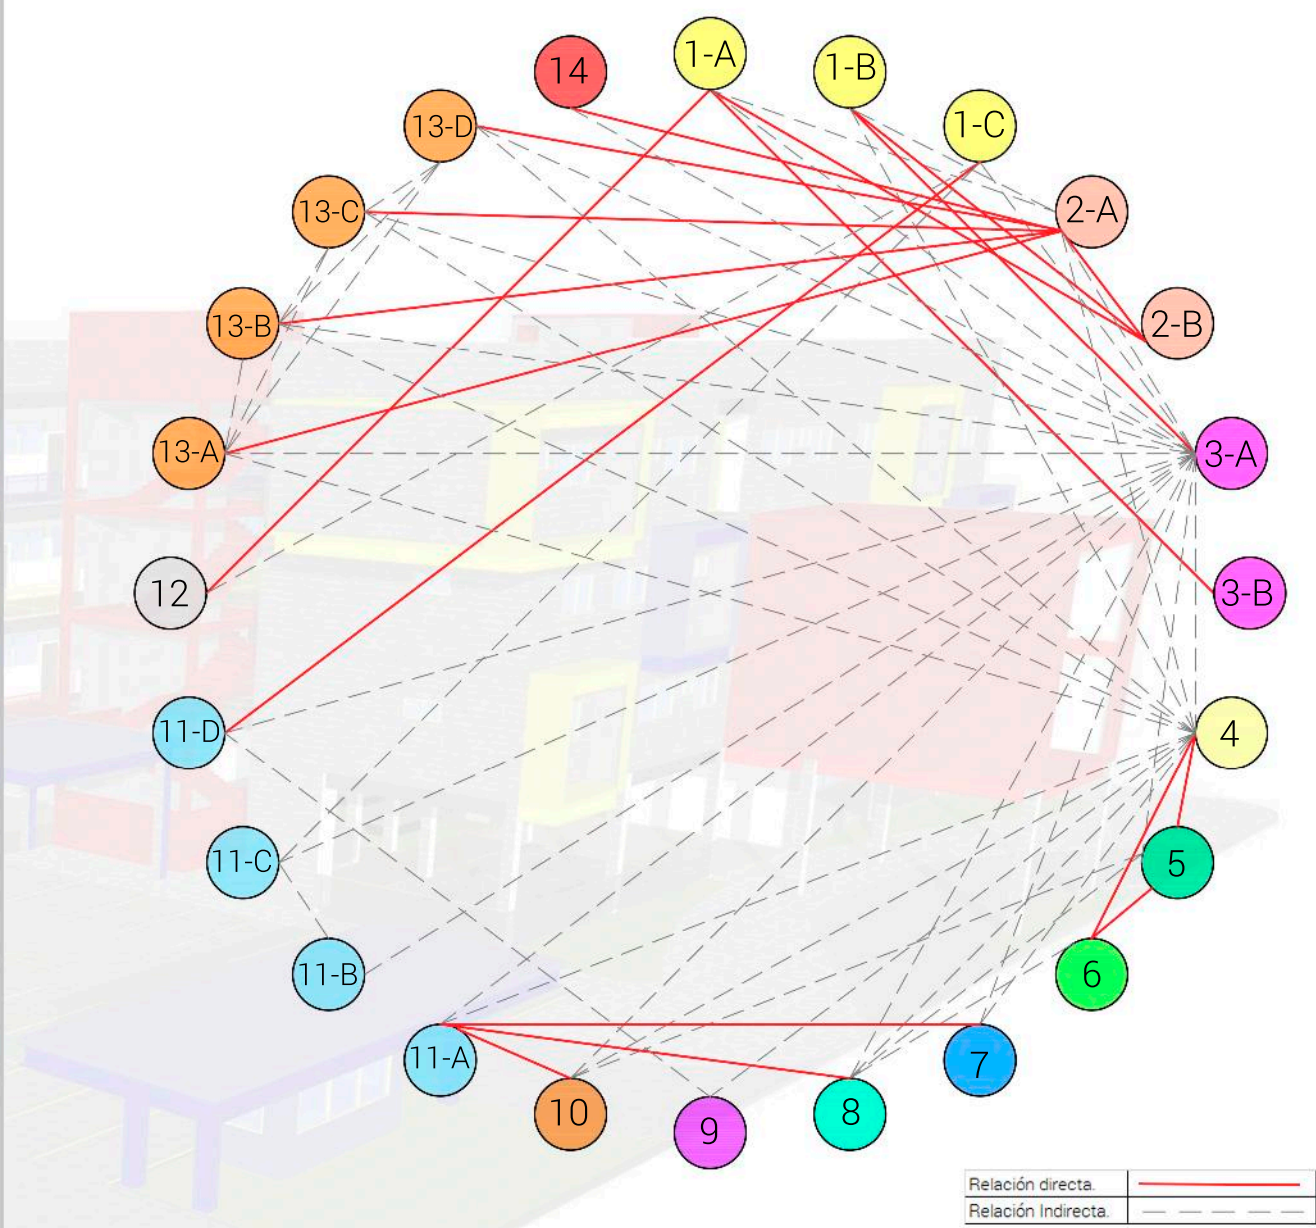 1-A
14
1-B
13-D
1-C
13-C
2-A
13-B
2-B
13-A
3-A
12
3-B
11-D
4
11-C
5
11-B
6
11-A
7
10
8
9
Relación directa.
Relación Indirecta.